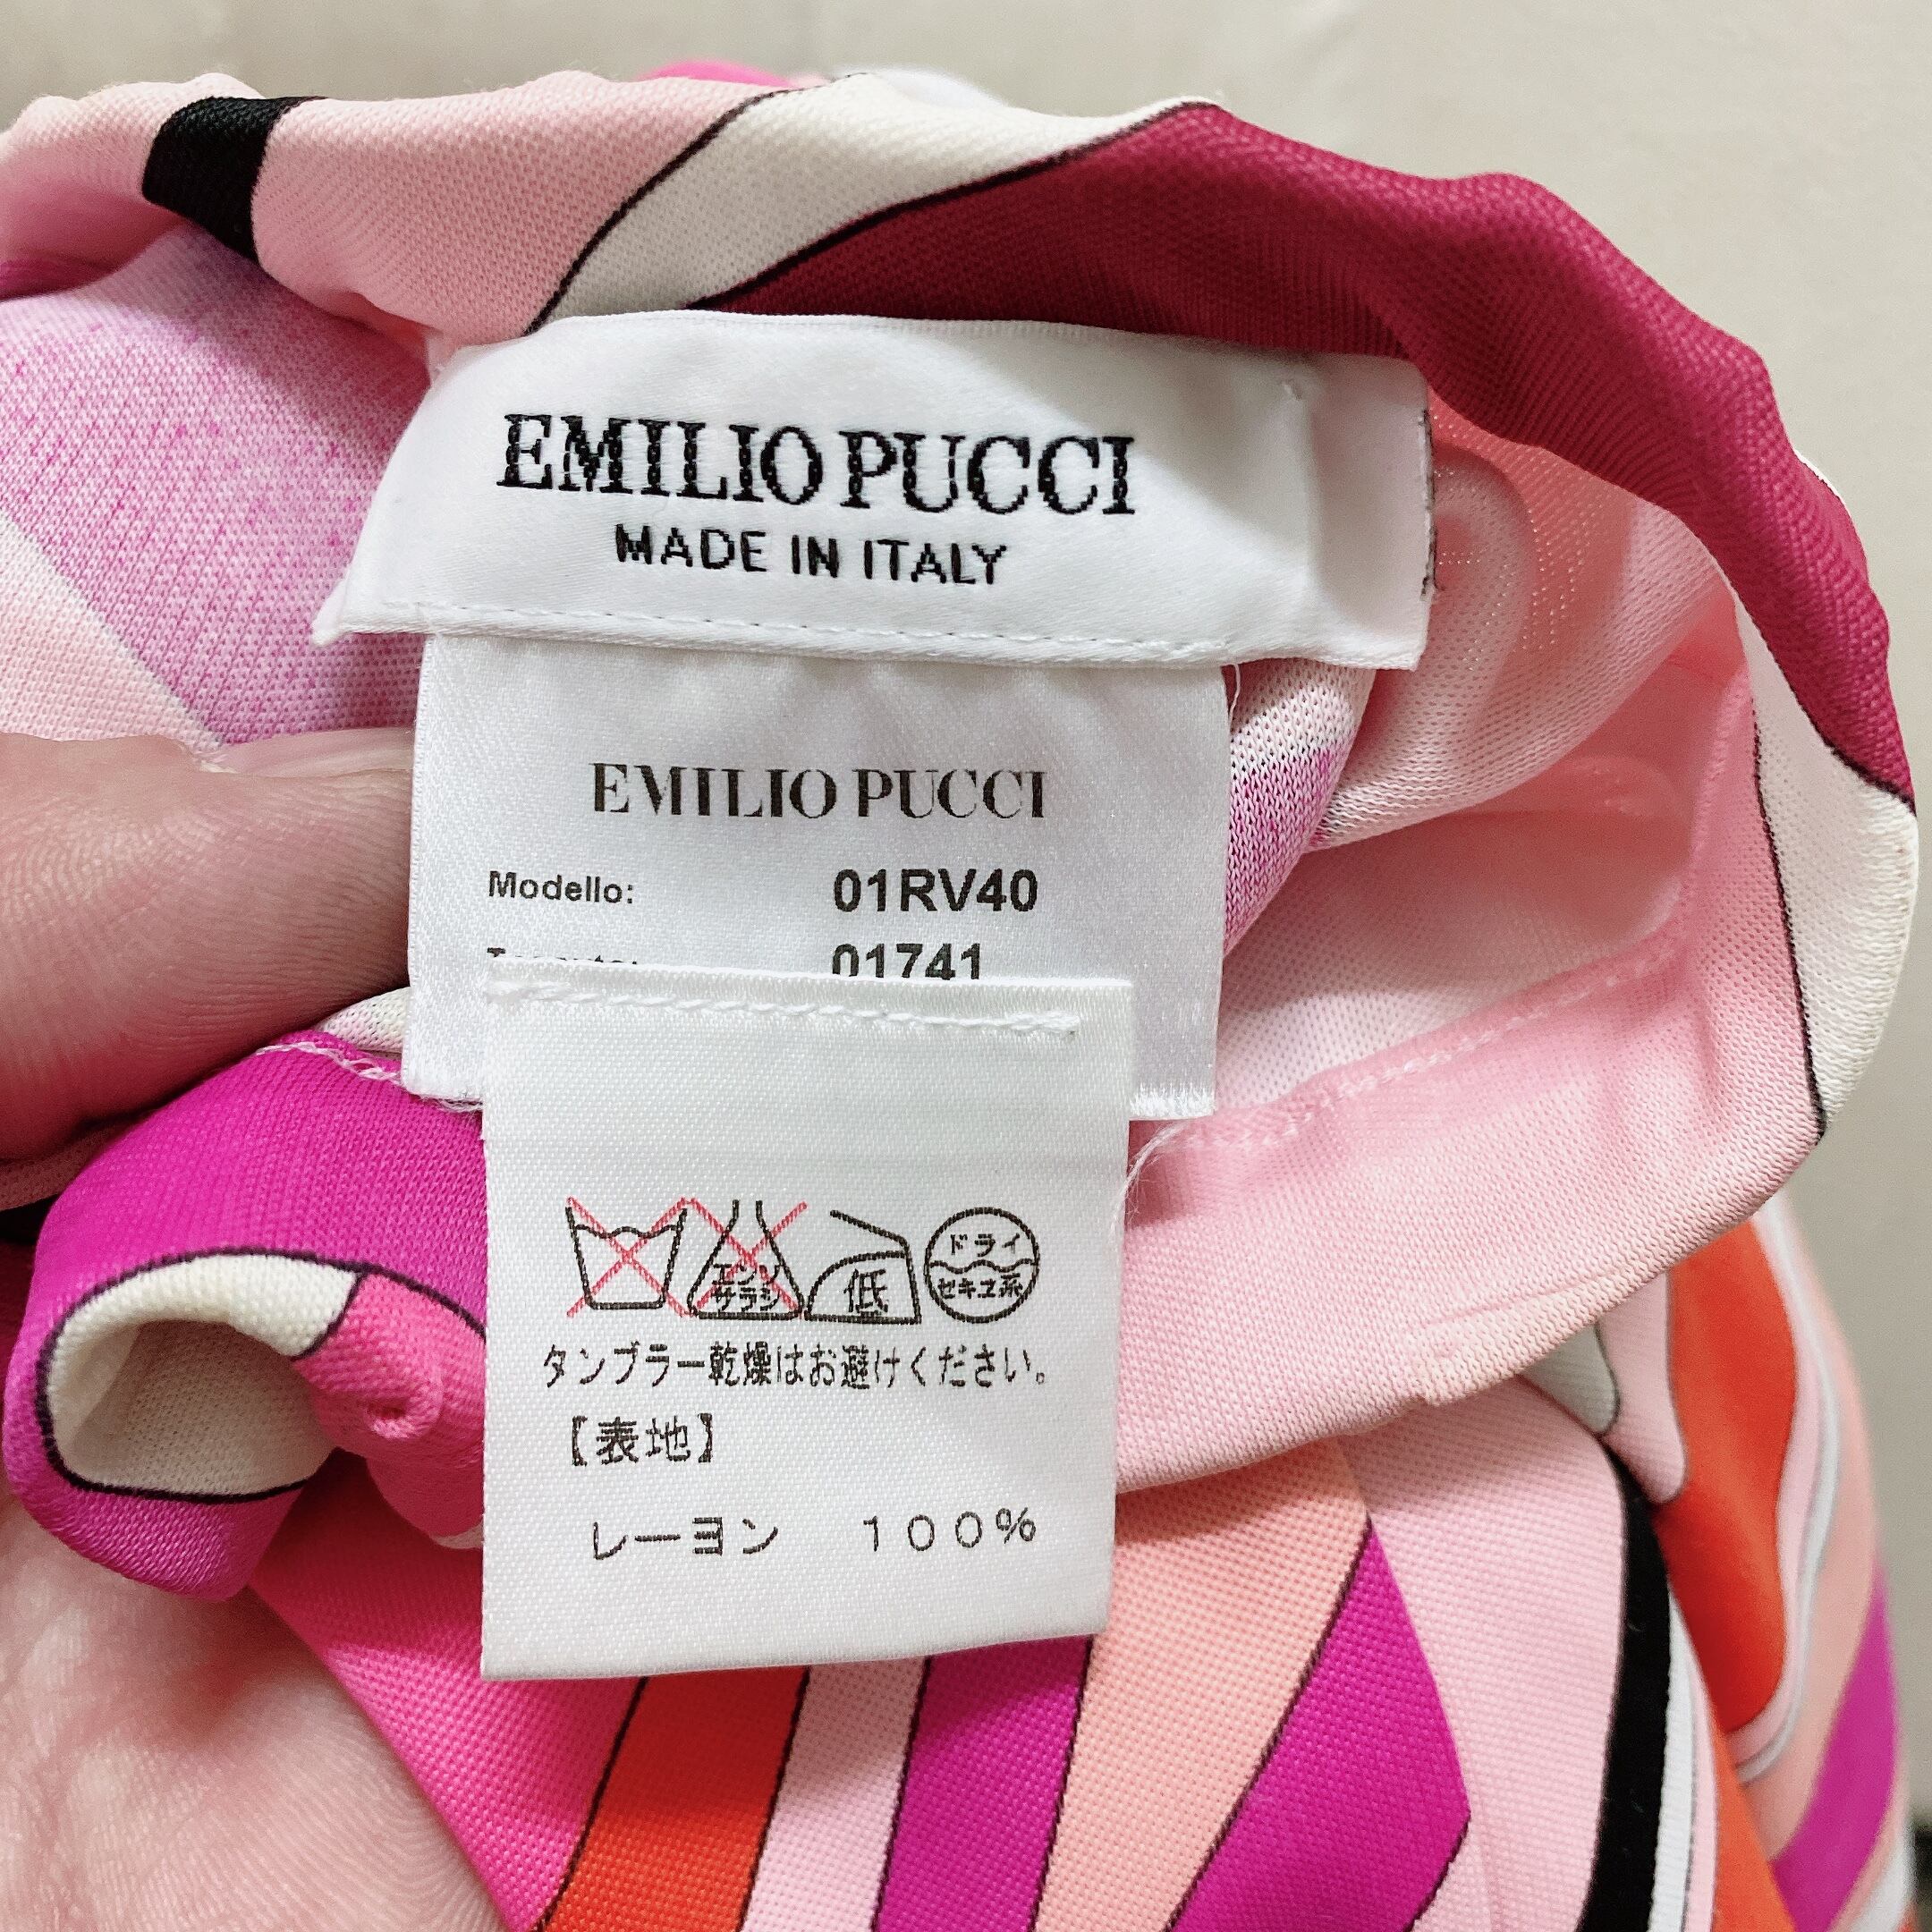 EMILIO PUCCI
MADE IN ITALY
EMILIO PUCCI
Modello: 01RV40
01741
エンソ
サラシ
低
ドライ
セキユ系
タンブラー乾燥はお避けください。
【表地】
レーヨン 100%